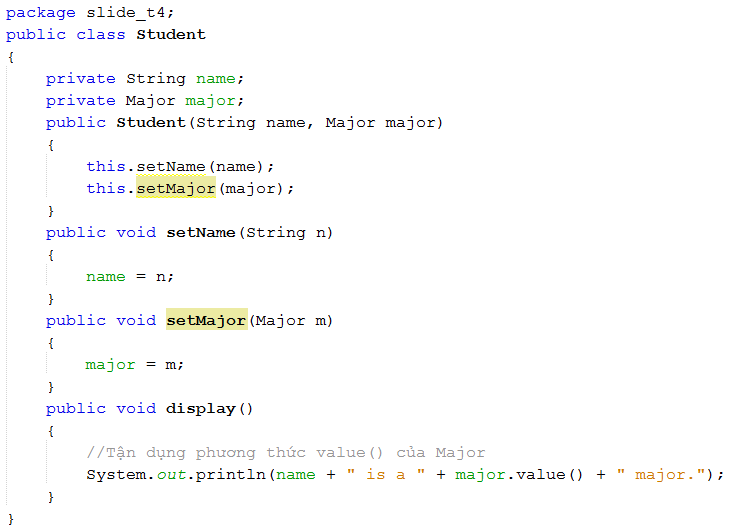 package slide_t4;
public class Student
{
    private String name;
    private Major major;
    public Student(String name, Major major)
    {
        this.setName(name);
        this.setMajor(major);
    }
    public void setName(String n)
    {
        name = n;
    }
    public void setMajor(Major m)
    {
        major = m;
    }
    public void display()
    {
        //Tận dụng phương thức value() của Major
        System.out.println(name + " is a " + major.value() + " major.");
    }
}